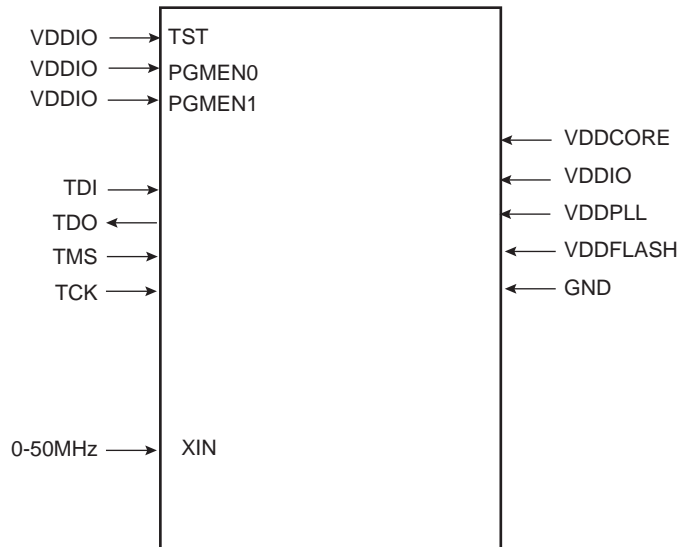 VDDIO TST
VDDIO PGMEN0
VDDIO PGMEN1
VDDCORE
VDDIO
TDI
VDDPLL
TDO
VDDFLASH
TMS
GND
TCK
0-50MHz XIN